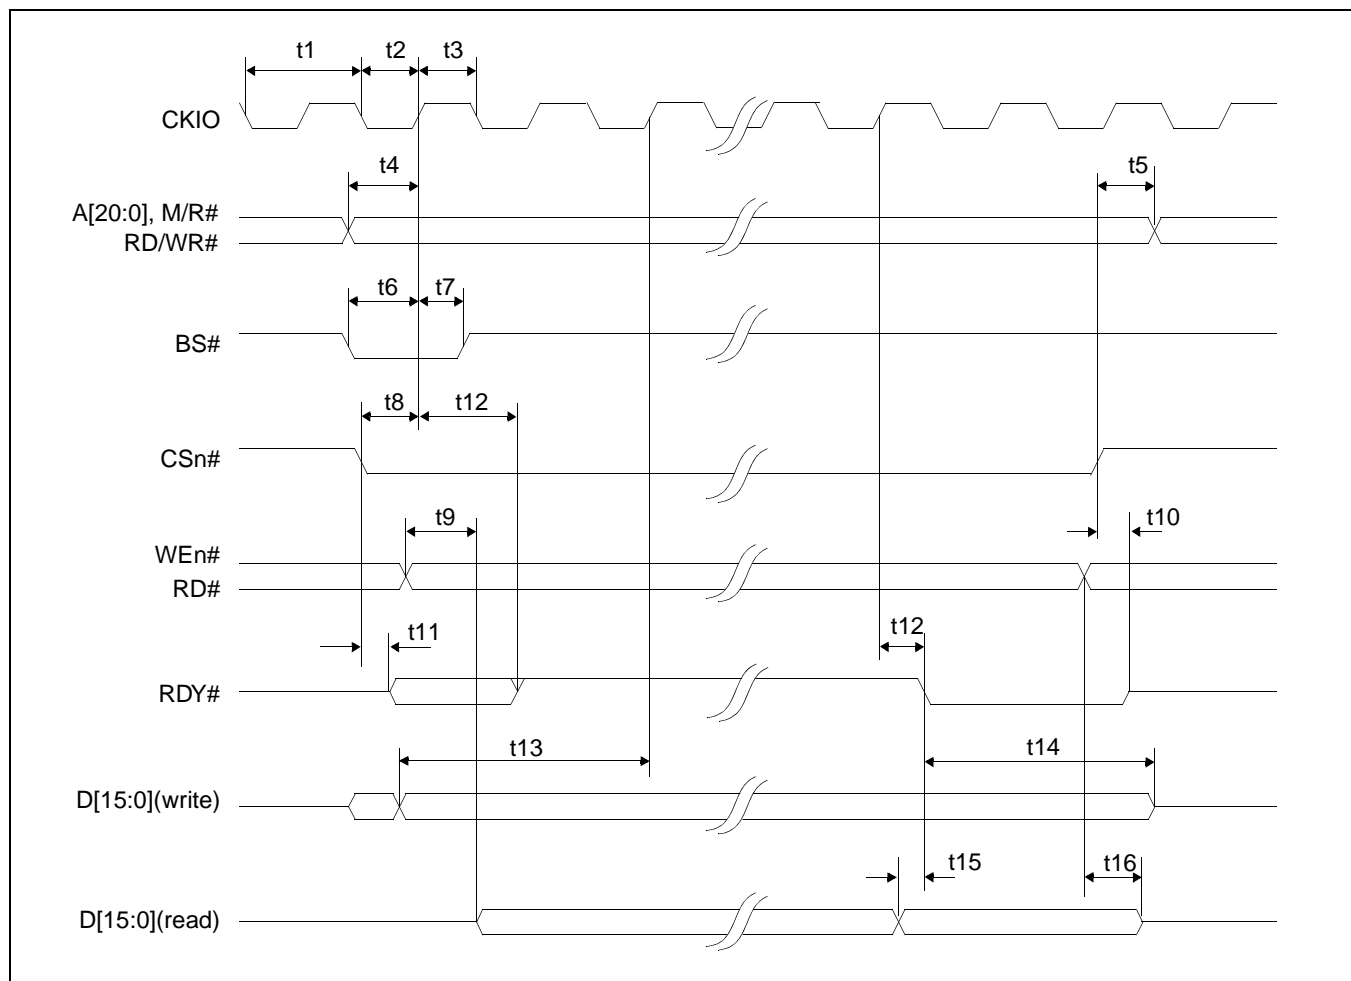 t1 t2 t3
CKIO
t4 t5
A[20:0], M/R#
RD/WR#
t6 t7
BS#
t8 t12
CSn#
t9 t10
WEn#
RD#
t11 t12
RDY#
t13 t14
D[15:0](write)
t15 t16
D[15:0](read)